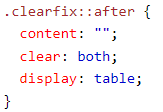 .clearfix::after {
  content: "";
  clear: both;
  display: table;
}